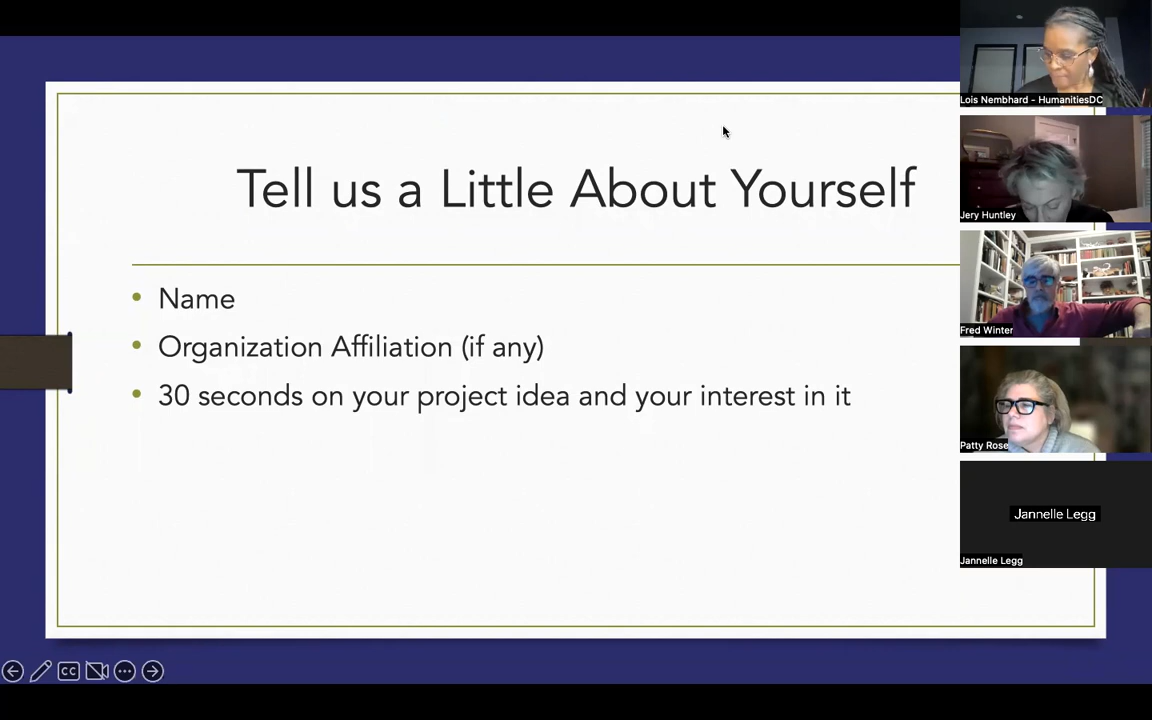 Tell us a Little About Yourself
Name
Organization Affiliation (if any)
30 seconds on your project idea and your interest in it
Lois Nembhard - HumanitiesDC
Jery Huntley
Fred Winter
Patty Rose
Jannelle Legg
Jannelle Legg
CC